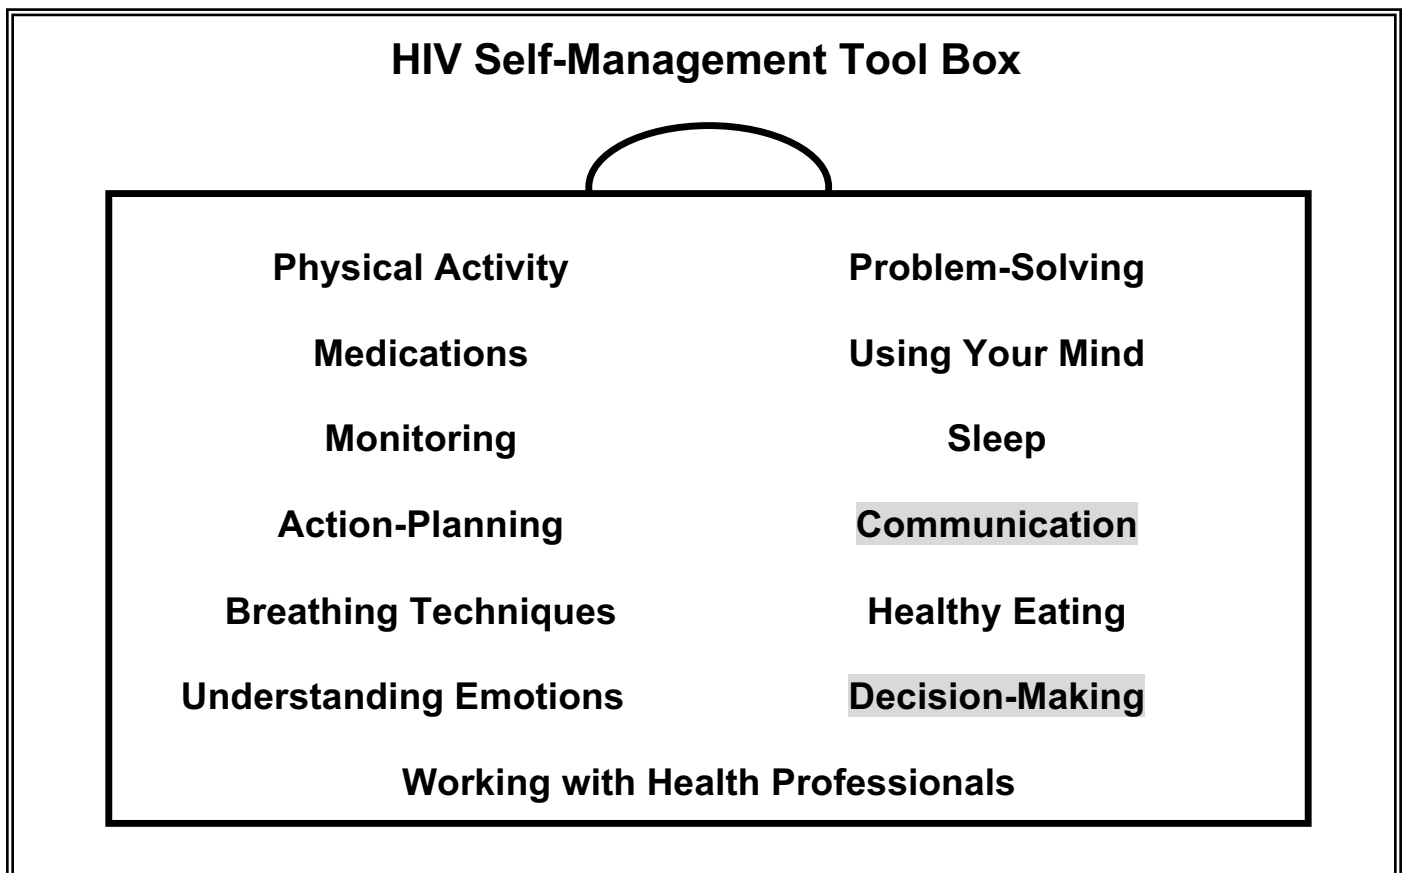 HIV Self-Management Tool Box
Physical Activity Problem-Solving
Medications Using Your Mind
Monitoring Sleep
Action-Planning Communication
Breathing Techniques Healthy Eating
Understanding Emotions Decision-Making
Working with Health Professionals